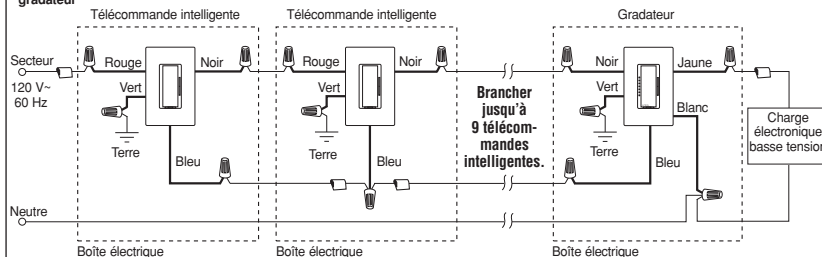 gradateur
Télécommande intelligente
Télécommande intelligente
Gradateur
Secteur
120 V~
60 Hz
Rouge
Noir
Vert
Terre
Bleu
Rouge
Noir
Vert
Terre
Bleu
Brancher
jusqu'à
9 télécom-
mandes
intelligentes.
Noir
Jaune
Vert
Blanc
Terre
Bleu
Charge
électronique
basse tension
Neutre
Boîte électrique
Boîte électrique
Boîte électrique